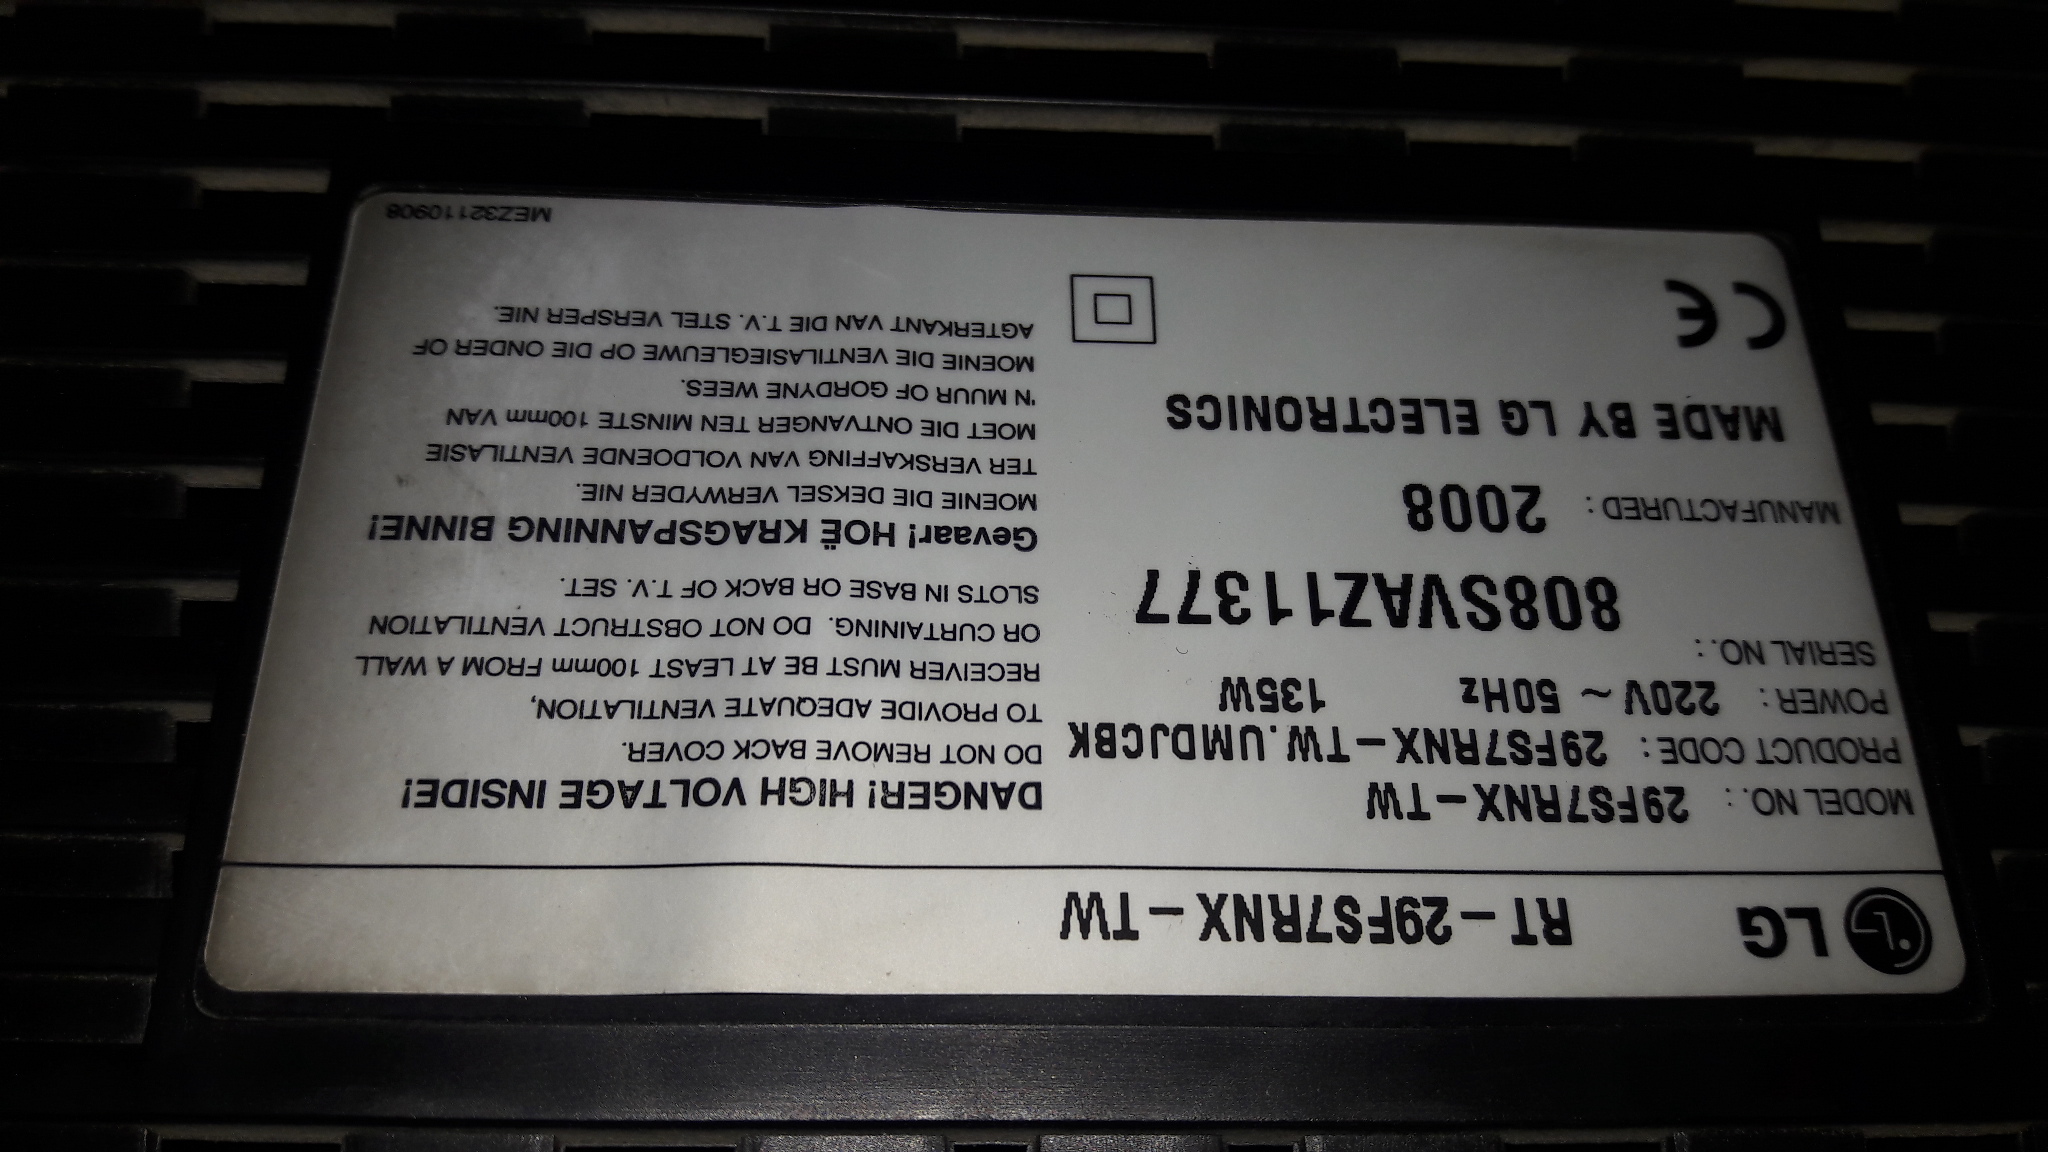 LG RT-29FS7RNX-TW
MODEL NO. : 29FS7RNX-TW
PRODUCT CODE : 29FS7RNX-TW.UMDJCBK
POWER : 220V ~ 50Hz 135W
SERIAL NO. :
808SVAZ11377
MANUFACTURED : 2008
MADE BY LG ELECTRONICS
CE
DANGER! HIGH VOLTAGE INSIDE!
DO NOT REMOVE BACK COVER.
TO PROVIDE ADEQUATE VENTILATION,
RECEIVER MUST BE AT LEAST 100mm FROM A WALL
OR CURTAINING. DO NOT OBSTRUCT VENTILATION
SLOTS IN BASE OR BACK OF T.V. SET.
Gevaar! HOË KRAGSPANNING BINNE!
MOENIE DIE DEKSEL VERWYDER NIE.
TER VERSKAFFING VAN VOLDOENDE VENTILASIE
MOET DIE ONTVANGER TEN MINSTE 100mm VAN
'N MUUR OF GORDYNE WEES.
MOENIE DIE VENTILASIEGLEUWE OP DIE ONDER OF
AGTERKANT VAN DIE T.V. STEL VERSPER NIE.
MEZ32110908